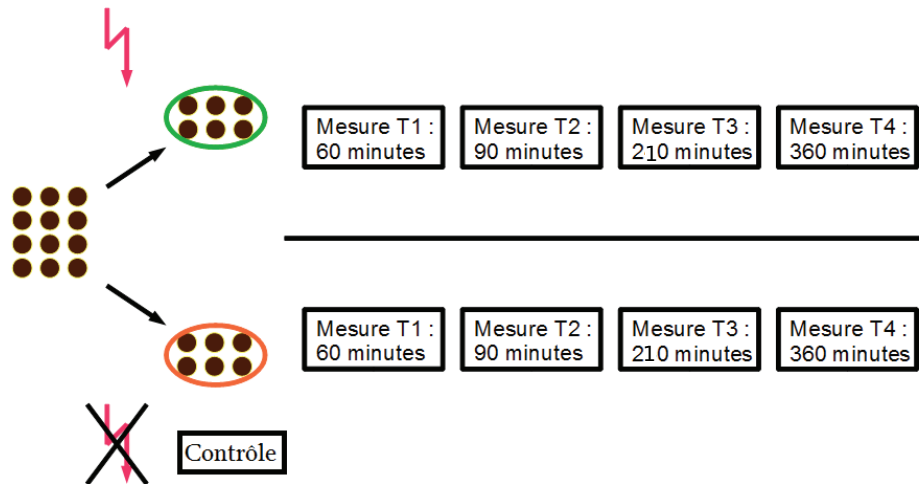 Mesure T1 :
60 minutes
Mesure T2 :
90 minutes
Mesure T3 :
210 minutes
Mesure T4 :
360 minutes
Mesure T1 :
60 minutes
Mesure T2 :
90 minutes
Mesure T3 :
210 minutes
Mesure T4 :
360 minutes
Contrôle